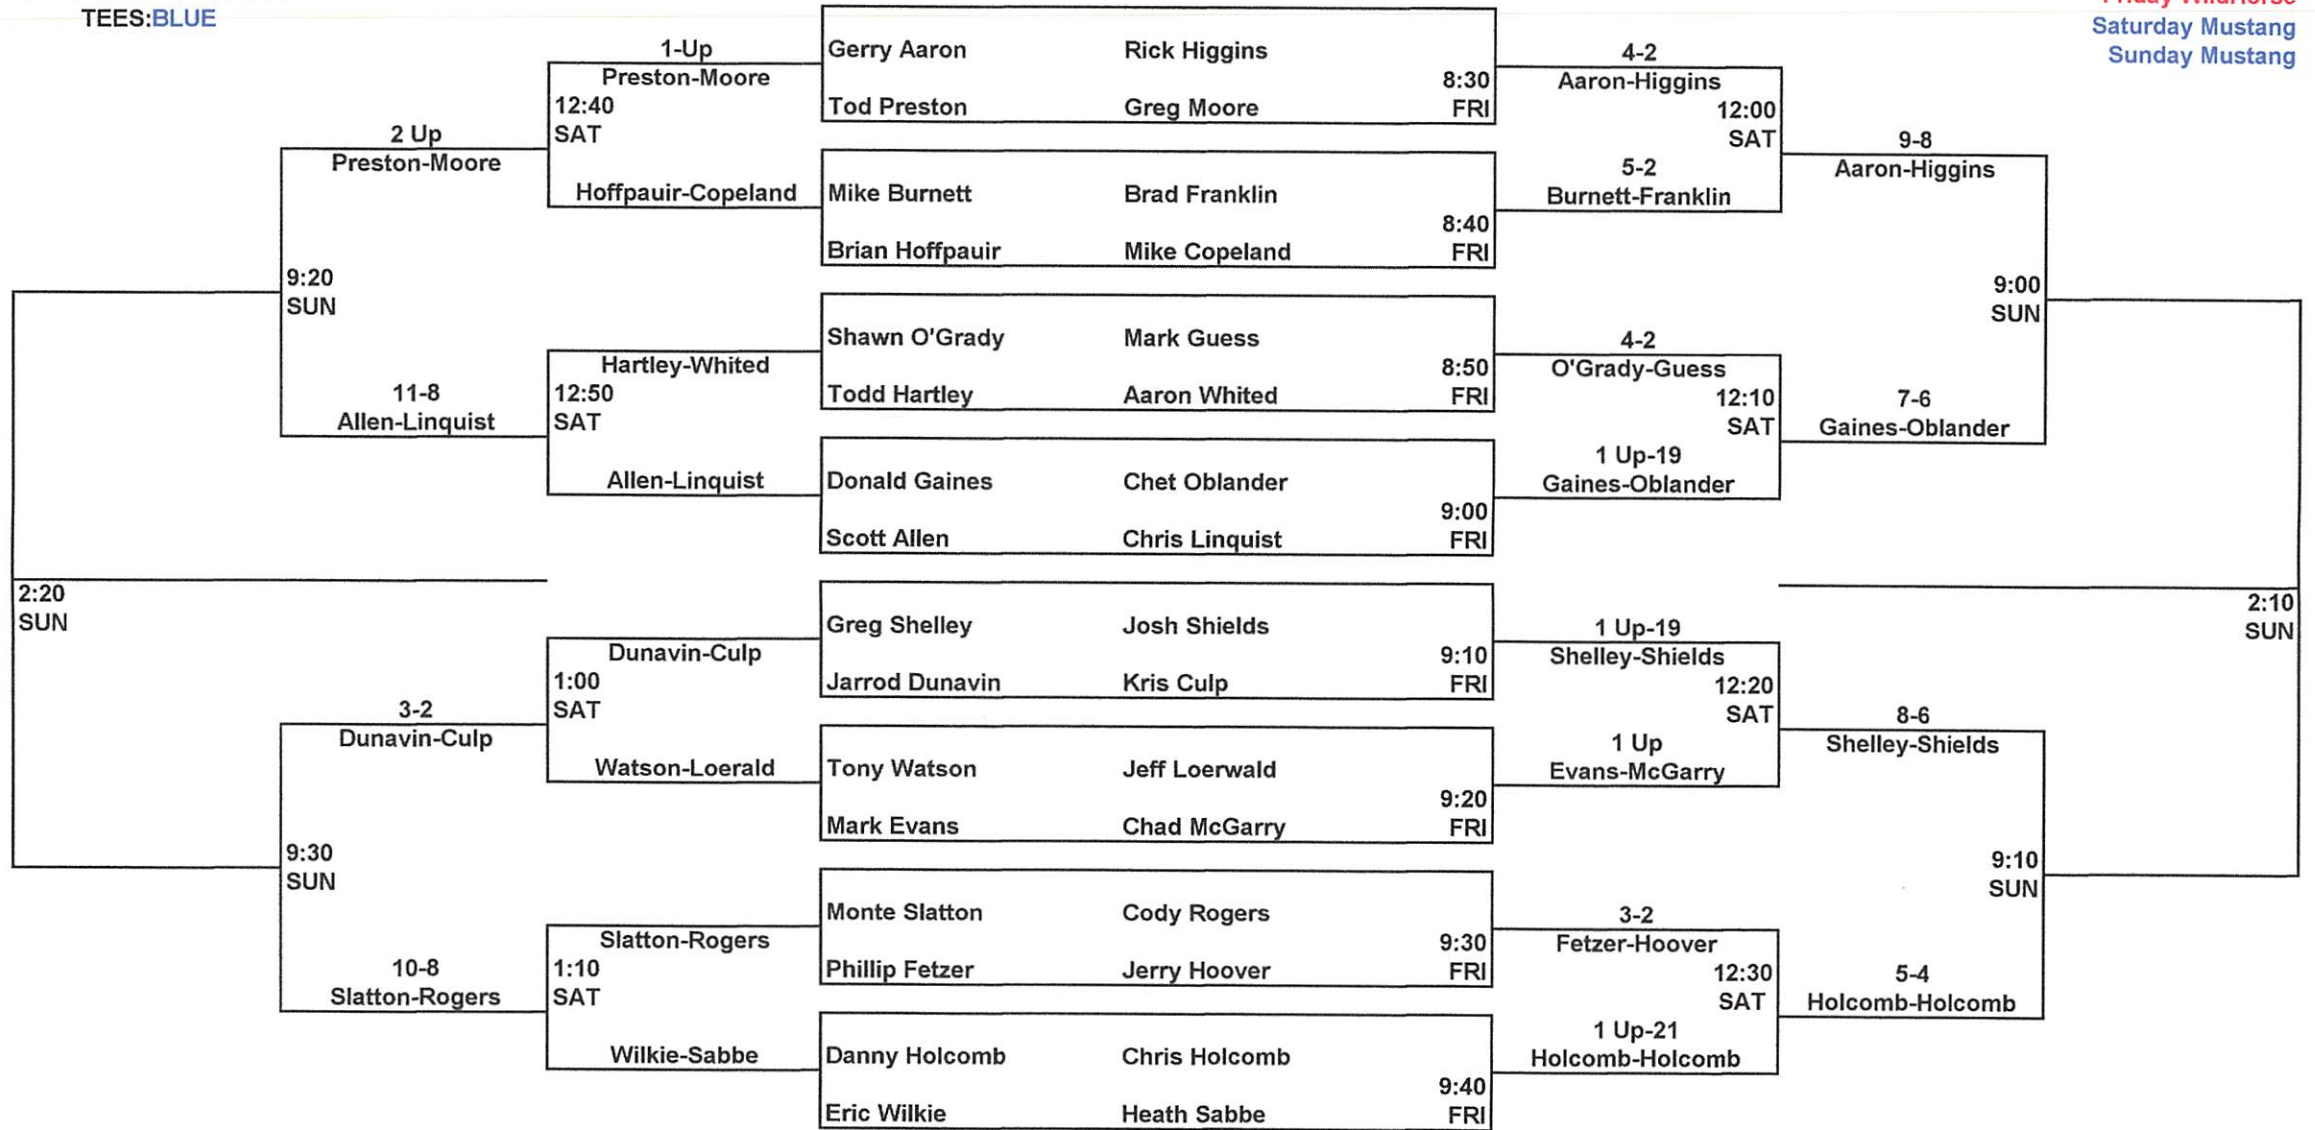 TEES:BLUE
Friday WildHorse
Saturday Mustang
Sunday Mustang
1-Up
Preston-Moore
12:40
SAT
2 Up
Preston-Moore
Hoffpauir-Copeland
9:20
SUN
Hartley-Whited
12:50
SAT
11-8
Allen-Linquist
Allen-Linquist
2:20
SUN
Dunavin-Culp
1:00
SAT
3-2
Dunavin-Culp
Watson-Loerald
9:30
SUN
Slatton-Rogers
1:10
SAT
10-8
Slatton-Rogers
Wilkie-Sabbe
Gerry Aaron Rick Higgins
8:30
Tod Preston Greg Moore FRI
Mike Burnett Brad Franklin
8:40
Brian Hoffpauir Mike Copeland FRI
Shawn O'Grady Mark Guess
8:50
Todd Hartley Aaron Whited FRI
Donald Gaines Chet Oblander
9:00
Scott Allen Chris Linquist FRI
Greg Shelley Josh Shields
9:10
Jarrod Dunavin Kris Culp FRI
Tony Watson Jeff Loerwald
9:20
Mark Evans Chad McGarry FRI
Monte Slatton Cody Rogers
9:30
Phillip Fetzer Jerry Hoover FRI
Danny Holcomb Chris Holcomb
9:40
Eric Wilkie Heath Sabbe FRI
4-2
Aaron-Higgins
12:00
SAT
5-2
Burnett-Franklin
9-8
Aaron-Higgins
9:00
SUN
4-2
O'Grady-Guess
12:10
SAT
1 Up-19
Gaines-Oblander
7-6
Gaines-Oblander
2:10
SUN
1 Up-19
Shelley-Shields
12:20
SAT
1 Up
Evans-McGarry
8-6
Shelley-Shields
9:10
SUN
3-2
Fetzer-Hoover
12:30
SAT
1 Up-21
Holcomb-Holcomb
5-4
Holcomb-Holcomb